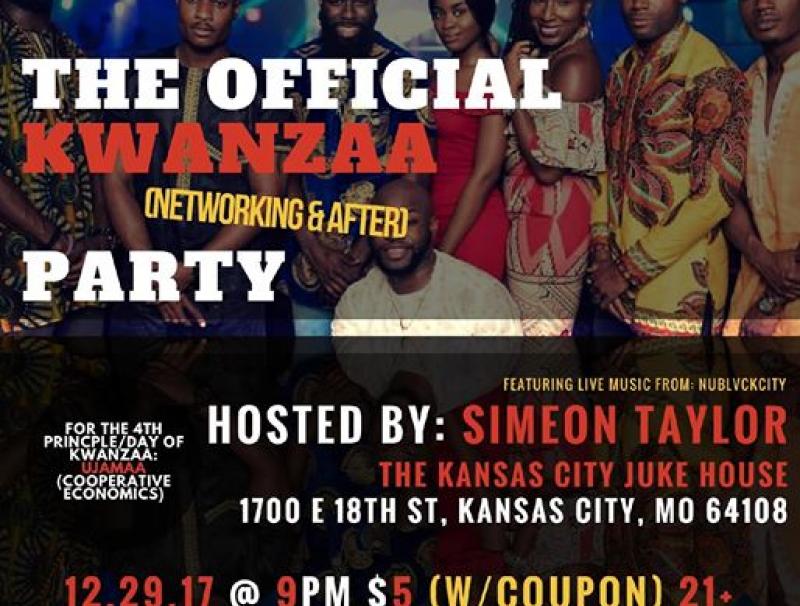 THE OFFICIAL
KWANZAA
(NETWORKING & AFTER)
PARTY
FEATURING LIVE MUSIC FROM: NUBLVCKCITY
HOSTED BY: SIMEON TAYLOR
THE KANSAS CITY JUKE HOUSE
1700 E 18TH ST, KANSAS CITY, MO 64108
FOR THE 4TH
PRINCPLE/DAY OF
KWANZAA:
UJAMAA
(COOPERATIVE
ECONOMICS)
12.29.17 @ 9PM $5 (W/COUPON) 21+